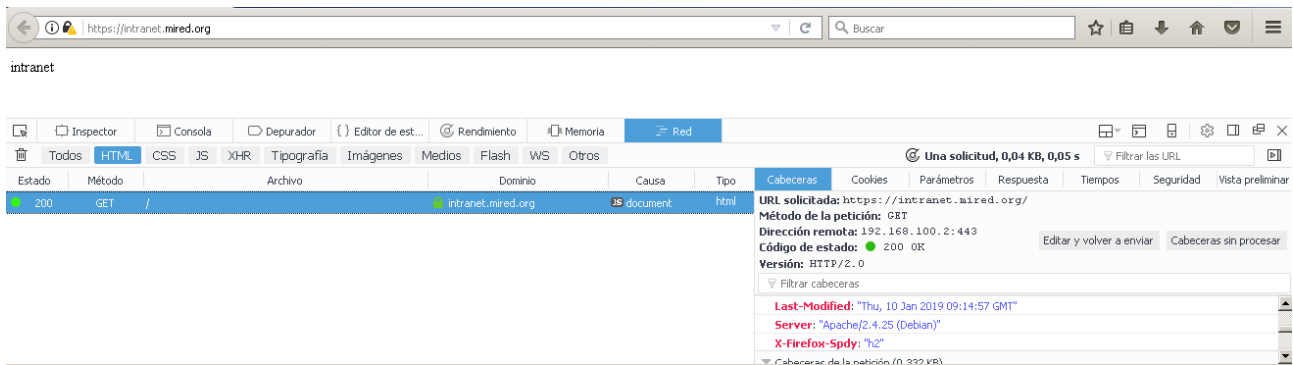 https://intranet.mired.org
Buscar
intranet
Inspector Consola Depurador { } Editor de est... Rendimiento Memoria Red
Todos HTML CSS JS XHR Tipografía Imágenes Medios Flash WS Otros Una solicitud, 0,04 KB, 0,05 s Filtrar las URL
Estado Método Archivo Dominio Causa Tipo
200 GET / intranet.mired.org JS document html
Cabeceras Cookies Parámetros Respuesta Tiempos Seguridad Vista preliminar
URL solicitada: https://intranet.mired.org/
Método de la petición: GET
Dirección remota: 192.168.100.2:443
Código de estado: 200 OK
Editar y volver a enviar Cabeceras sin procesar
Versión: HTTP/2.0
Filtrar cabeceras
Last-Modified: "Thu, 10 Jan 2019 09:14:57 GMT"
Server: "Apache/2.4.25 (Debian)"
X-Firefox-Spdy: "h2"
Cabeceras de la petición (0,332 KB)